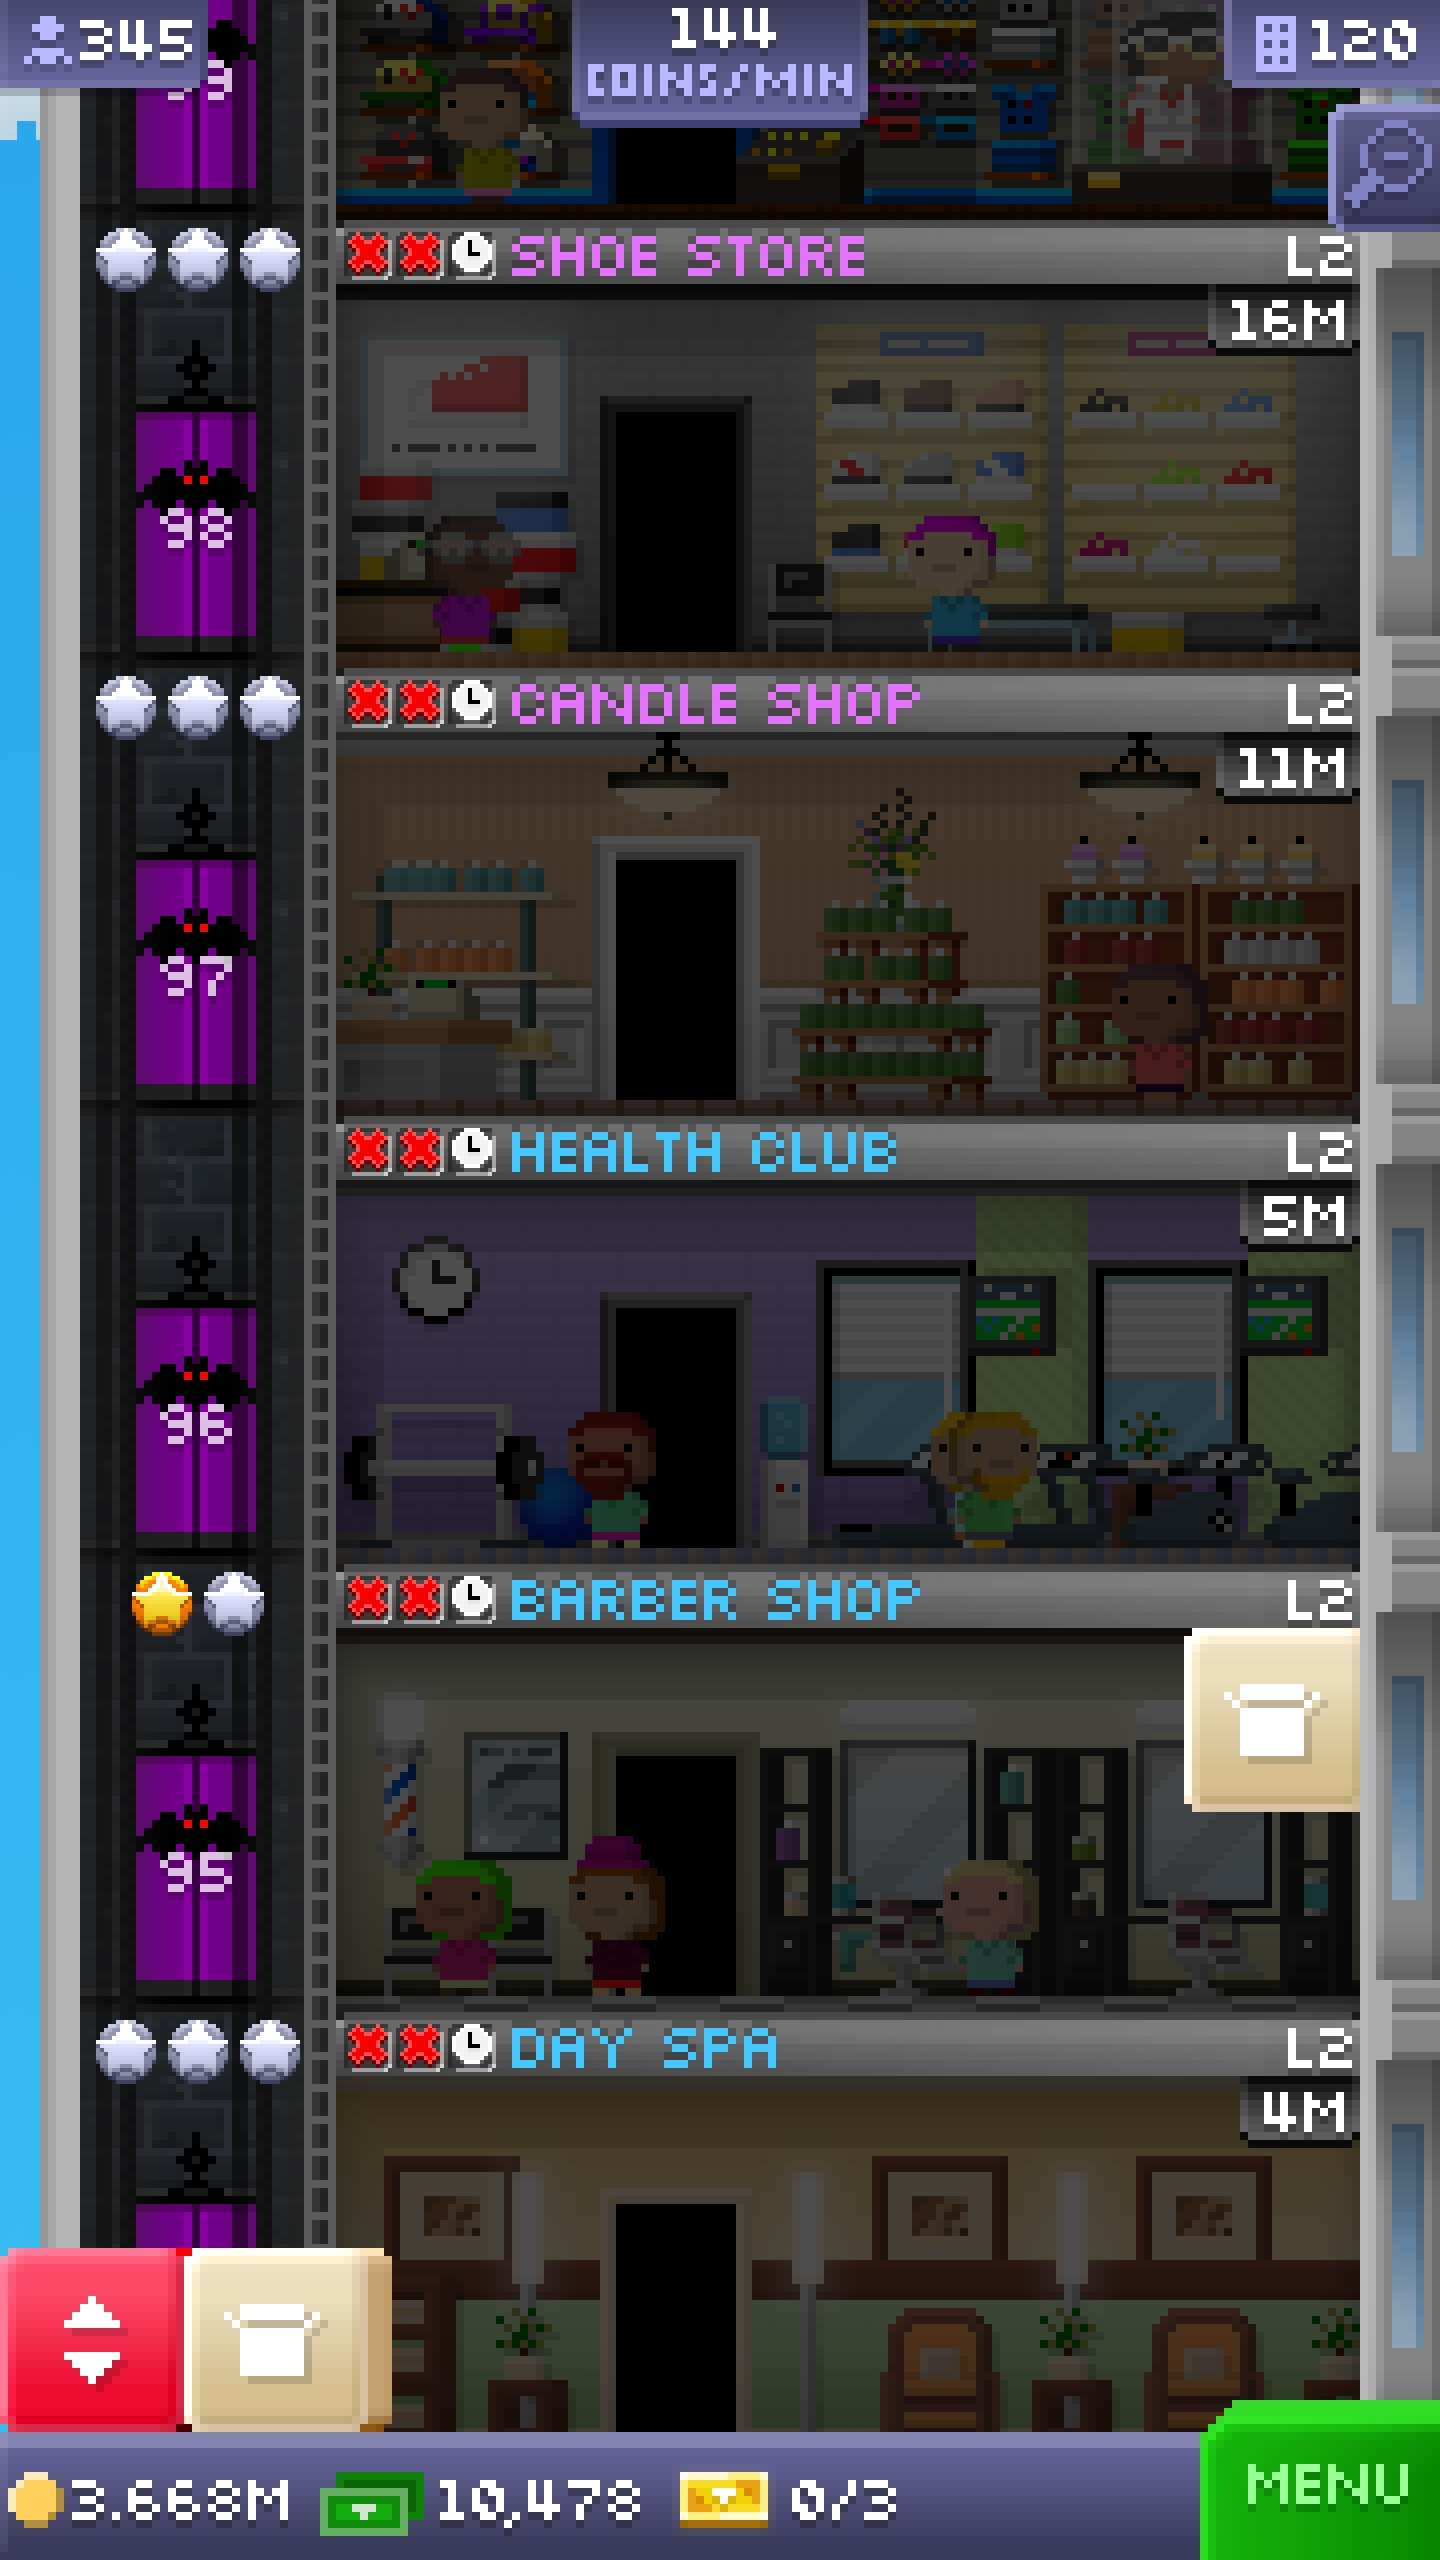 345
144
COINS/MIN
120
99
SHOE STORE L2
16M
98
CANDLE SHOP L2
11M
97
HEALTH CLUB L2
5M
96
BARBER SHOP L2
95
DAY SPA L2
4M
3.668M 10,478 0/3
MENU